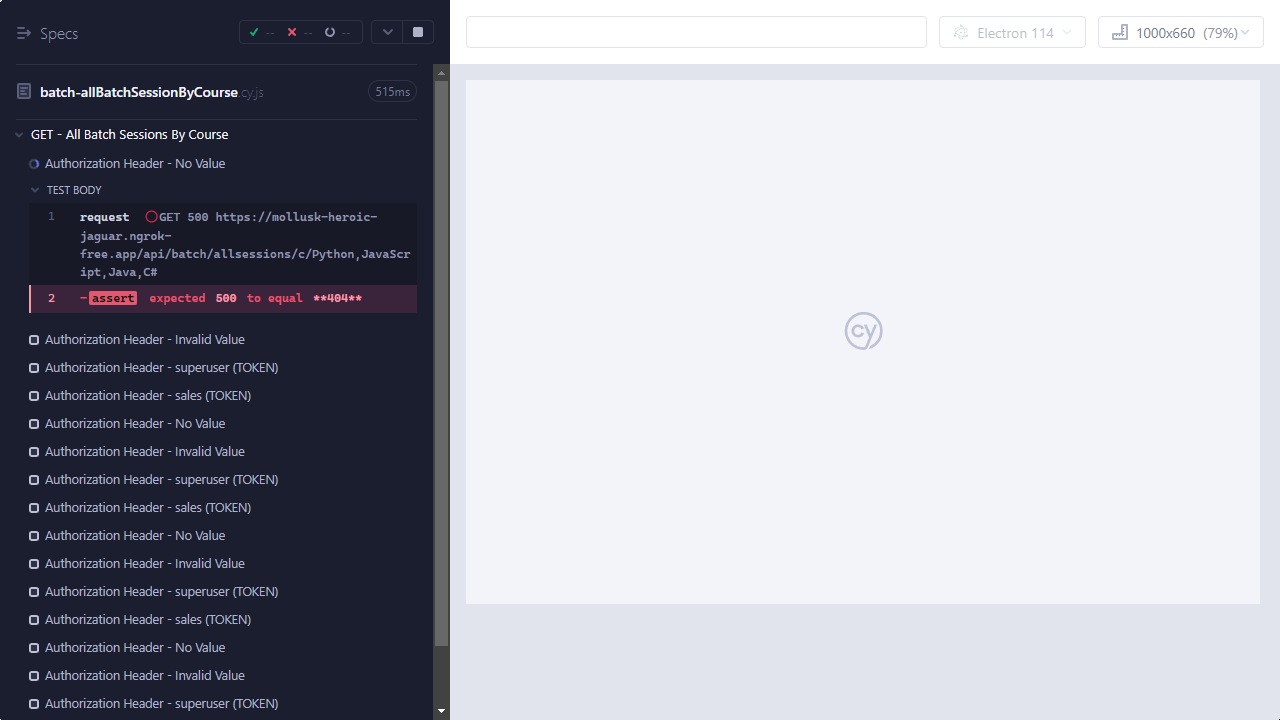 Specs
-- -- --
Electron 114
1000x660 (79%)
batch-allBatchSessionByCourse.cy.js
515ms
GET - All Batch Sessions By Course
Authorization Header - No Value
TEST BODY
1 request GET 500 https://mollusk-heroic-
jaguar.ngrok-
free.app/api/batch/allsessions/c/Python,JavaScr
ipt,Java,C#
2 -assert expected 500 to equal **404**
Authorization Header - Invalid Value
Authorization Header - superuser (TOKEN)
Authorization Header - sales (TOKEN)
Authorization Header - No Value
Authorization Header - Invalid Value
Authorization Header - superuser (TOKEN)
Authorization Header - sales (TOKEN)
Authorization Header - No Value
Authorization Header - Invalid Value
Authorization Header - superuser (TOKEN)
Authorization Header - sales (TOKEN)
Authorization Header - No Value
Authorization Header - Invalid Value
Authorization Header - superuser (TOKEN)
cy